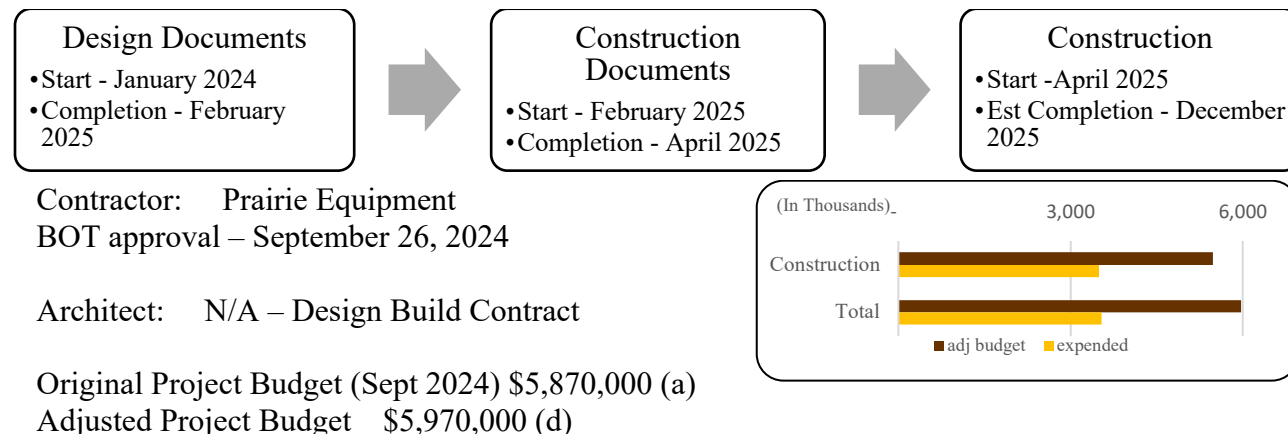 Design Documents
•Start - January 2024
•Completion - February
2025
Construction
Documents
•Start - February 2025
•Completion - April 2025
Construction
•Start -April 2025
•Est Completion - December
2025
Contractor: Prairie Equipment
BOT approval – September 26, 2024
Architect: N/A – Design Build Contract
Original Project Budget (Sept 2024) $5,870,000 (a)
Adjusted Project Budget $5,970,000 (d)
(In Thousands) - 3,000 6,000
Construction
Total
adj budget expended